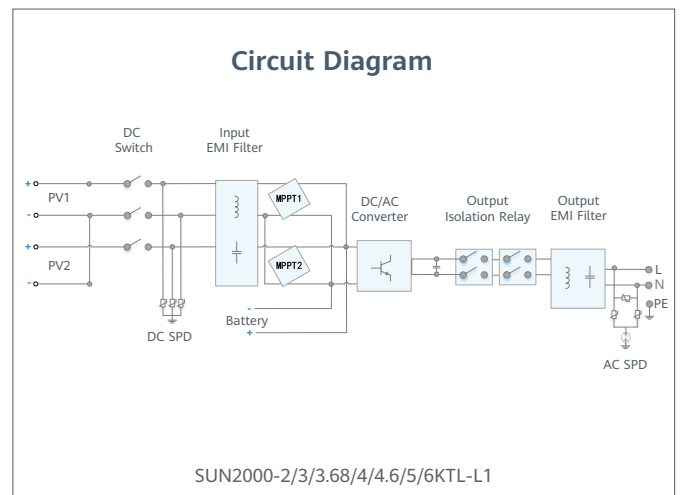 Circuit Diagram
DC
Switch
Input
EMI Filter
+
PV1
-
+
PV2
-
MPPT1
MPPT2
DC/AC
Converter
Output
Isolation Relay
Output
EMI Filter
L
N
PE
-
Battery
+
DC SPD
AC SPD
SUN2000-2/3/3.68/4/4.6/5/6KTL-L1